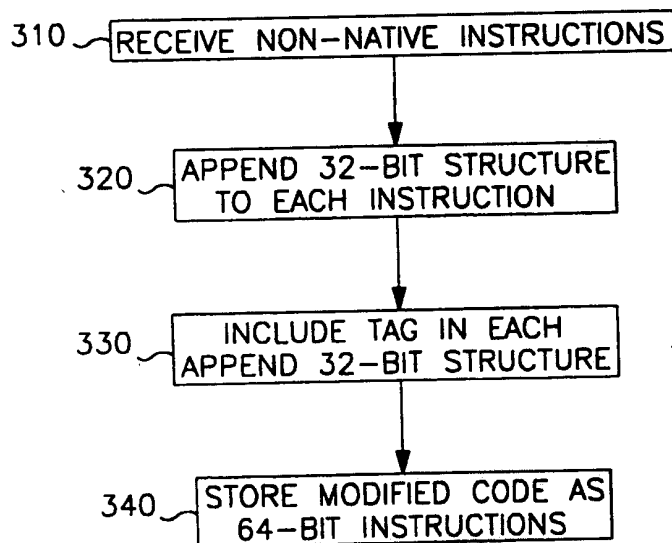 310 RECEIVE NON-NATIVE INSTRUCTIONS
320 APPEND 32-BIT STRUCTURE
TO EACH INSTRUCTION
330 INCLUDE TAG IN EACH
APPEND 32-BIT STRUCTURE
340 STORE MODIFIED CODE AS
64-BIT INSTRUCTIONS